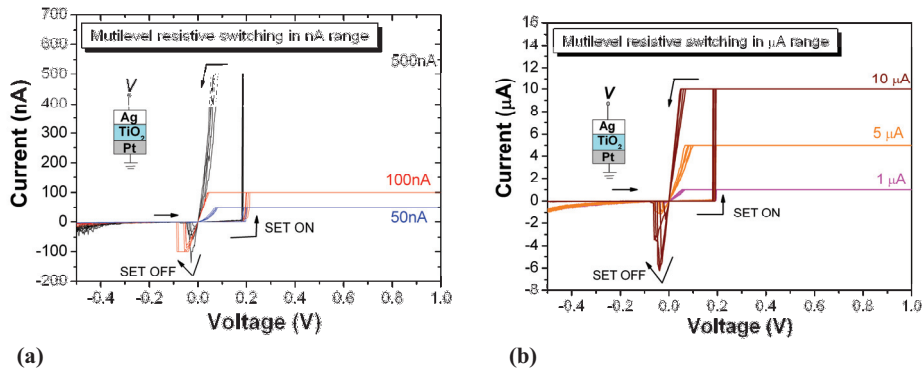 Mutilevel resistive switching in nA range
700
600
500
400
300
200
100
0
-100
-200
Current (nA)
500nA
100nA
50nA
V
Ag
TiO2
Pt
SET ON
SET OFF
-0.4
-0.2
0.0
0.2
0.4
0.6
0.8
1.0
Voltage (V)
(a)
Mutilevel resistive switching in μA range
16
14
12
10
8
6
4
2
0
-2
-4
-6
-8
Current (μA)
10 μA
5 μA
1 μA
V
Ag
TiO2
Pt
SET ON
SET OFF
-0.4
-0.2
0.0
0.2
0.4
0.6
0.8
1.0
Voltage (V)
(b)